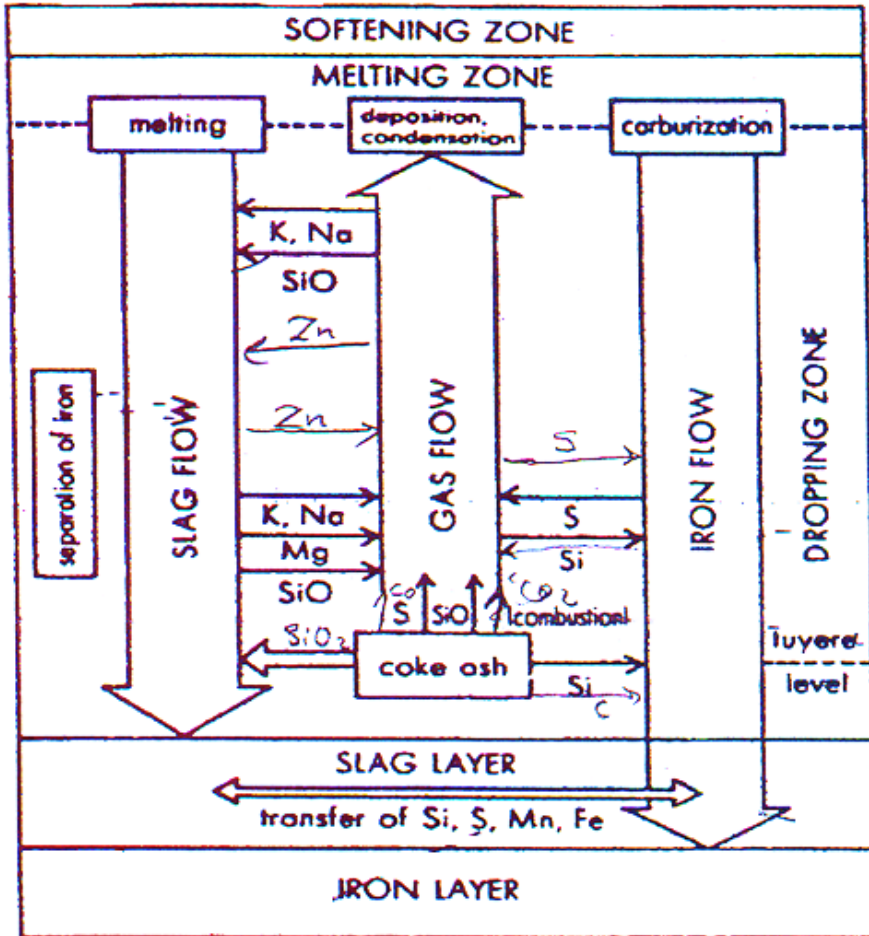 SOFTENING ZONE
MELTING ZONE
melting
deposition,
condensation
carburization
K, Na
SiO
Zn
Zn
separation of iron
SLAG FLOW
GAS FLOW
IRON FLOW
DROPPING ZONE
S
K, Na
S
Mg
Si
SiO
CO
CO2
S
SiO
(combustion)
SiO2
coke ash
Tuyere
level
Si
C
SLAG LAYER
transfer of Si, S, Mn, Fe
IRON LAYER